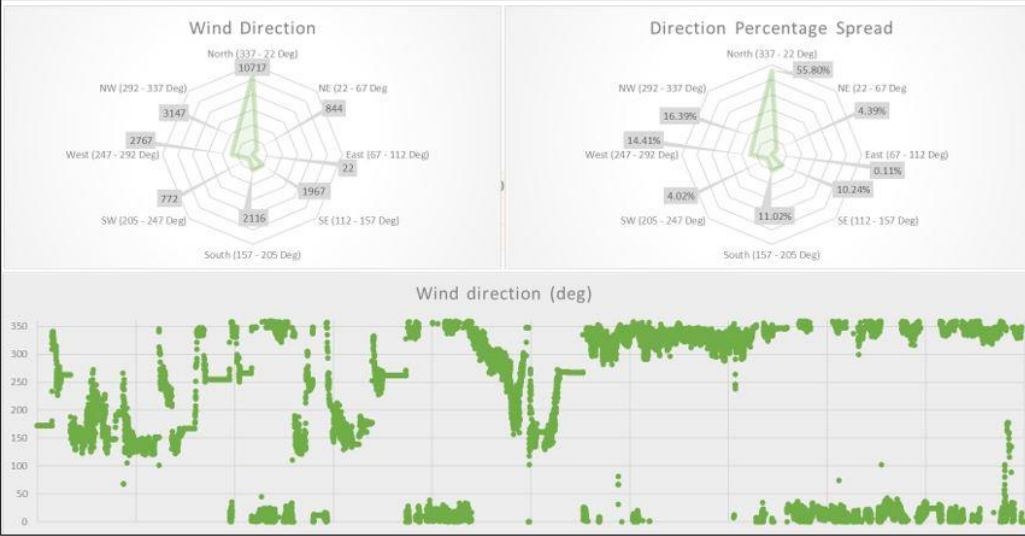 Wind Direction
North (337 - 22 Deg)
10717
NW (292 - 337 Deg)
NE (22 - 67 Deg
3147
844
2767
West (247 - 292 Deg)
East (67 - 112 Deg)
22
772
1967
SW (205 - 247 Deg)
2116
SE (112 - 157 Deg)
South (157 - 205 Deg)
Direction Percentage Spread
North (337 - 22 Deg)
55.80%
NW (292 - 337 Deg)
NE (22 - 67 Deg
16.39%
4.39%
14.41%
West (247 - 292 Deg)
East (67 - 112 Deg)
0.11%
4.02%
10.24%
SW (205 - 247 Deg)
11.02%
SE (112 - 157 Deg)
South (157 - 205 Deg)
Wind direction (deg)
350
300
250
200
150
100
50
0